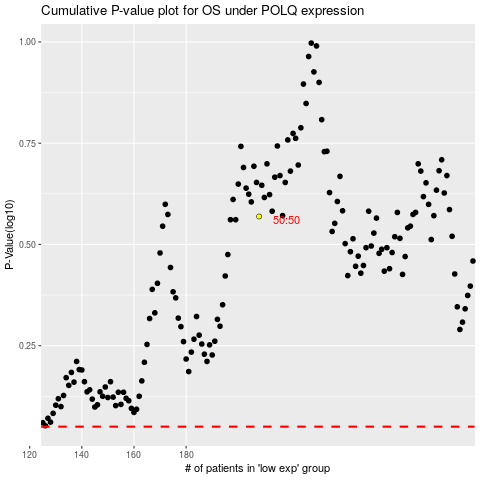 Cumulative P-value plot for OS under POLQ expression
P-Value(log10)
1.00
0.75
0.50
0.25
50:50
120 140 160 180
# of patients in 'low exp' group